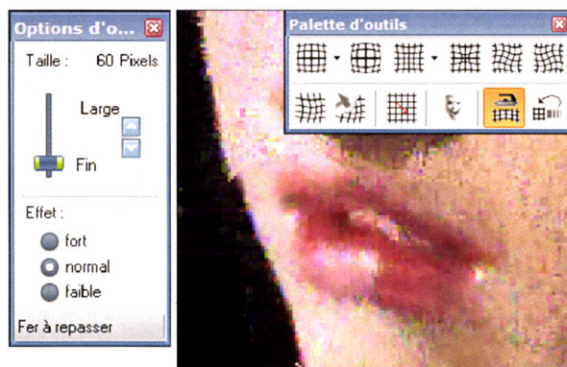 Options d'o...
Taille : 60 Pixels
Large
Fin
Effet :
fort
normal
faible
Fer à repasser
Palette d'outils